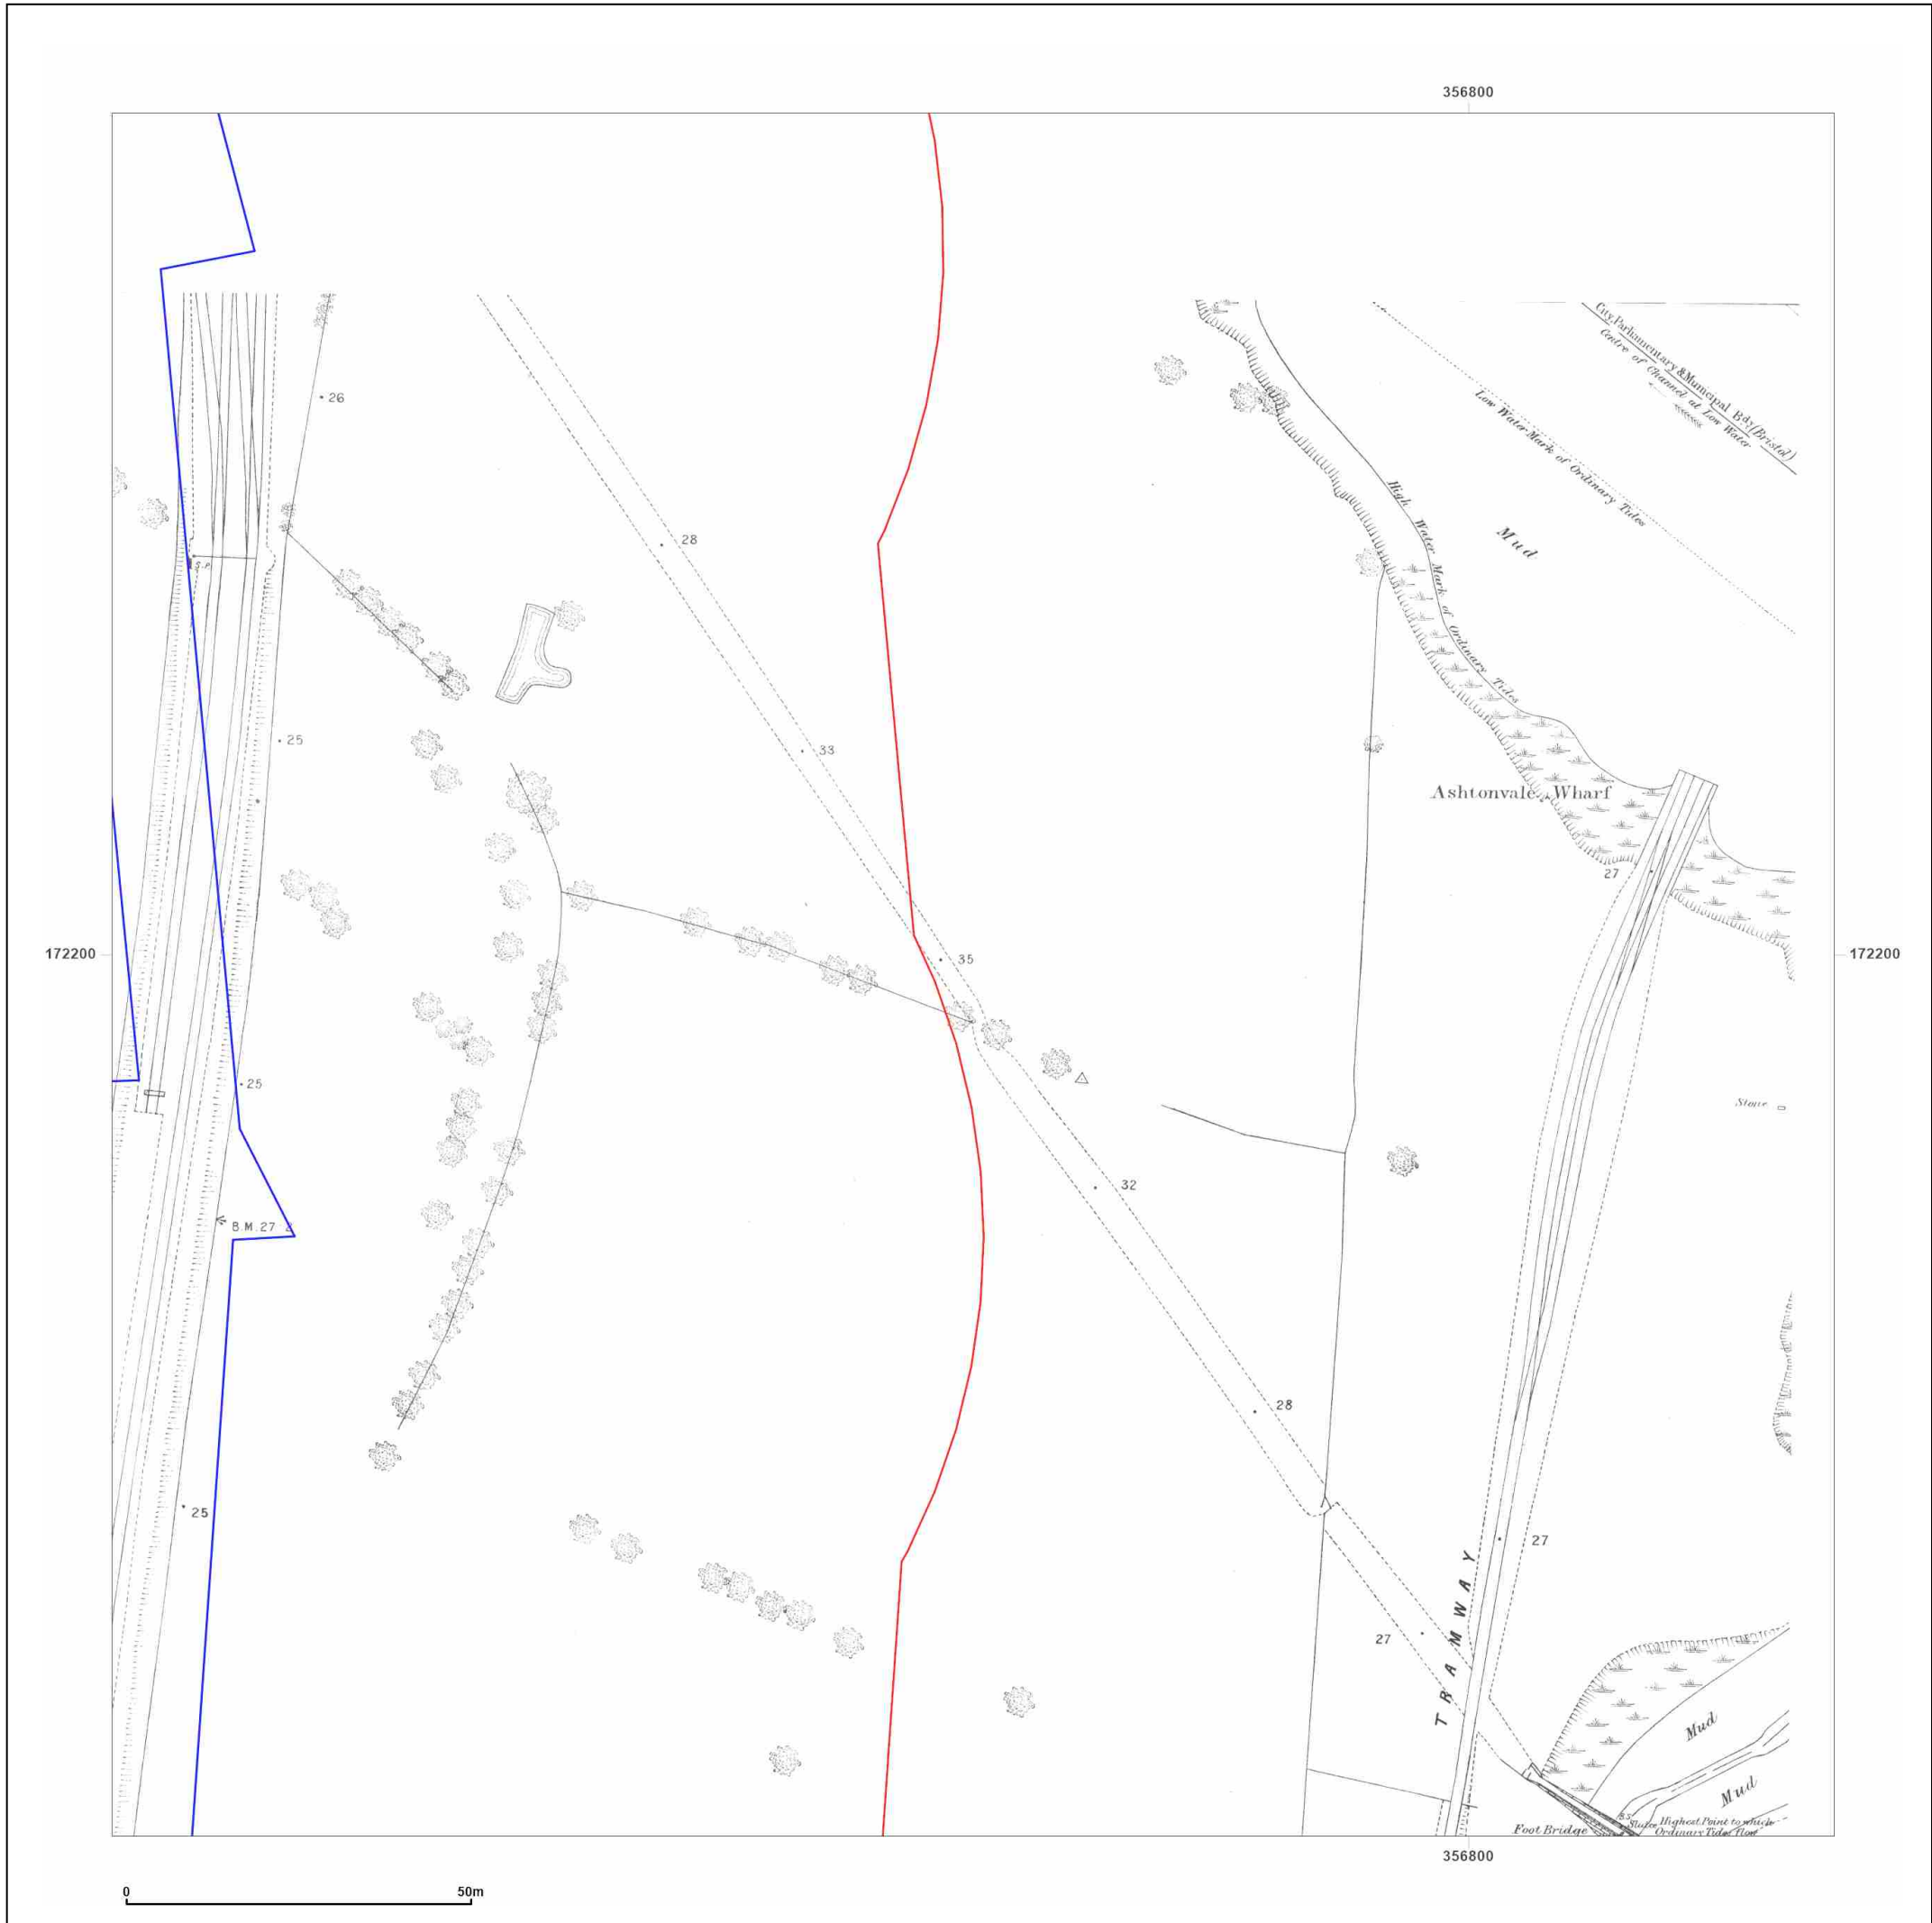 356800
City, Parliamentary & Municipal Bdy (Bristol)
Centre of Channel at Low Water
Low Water Mark of Ordinary Tides
26
High Water Mark of Ordinary Tides
Mud
28
S.P.
25
33
Ashtonvale Wharf
27
172200
35
172200
25
Stone
32
B.M. 27
28
25
27
TRAMWAY
27
Mud
Mud
Sluice
Highest Point to which
Ordinary Tides flow
Foot Bridge
356800
0
50m